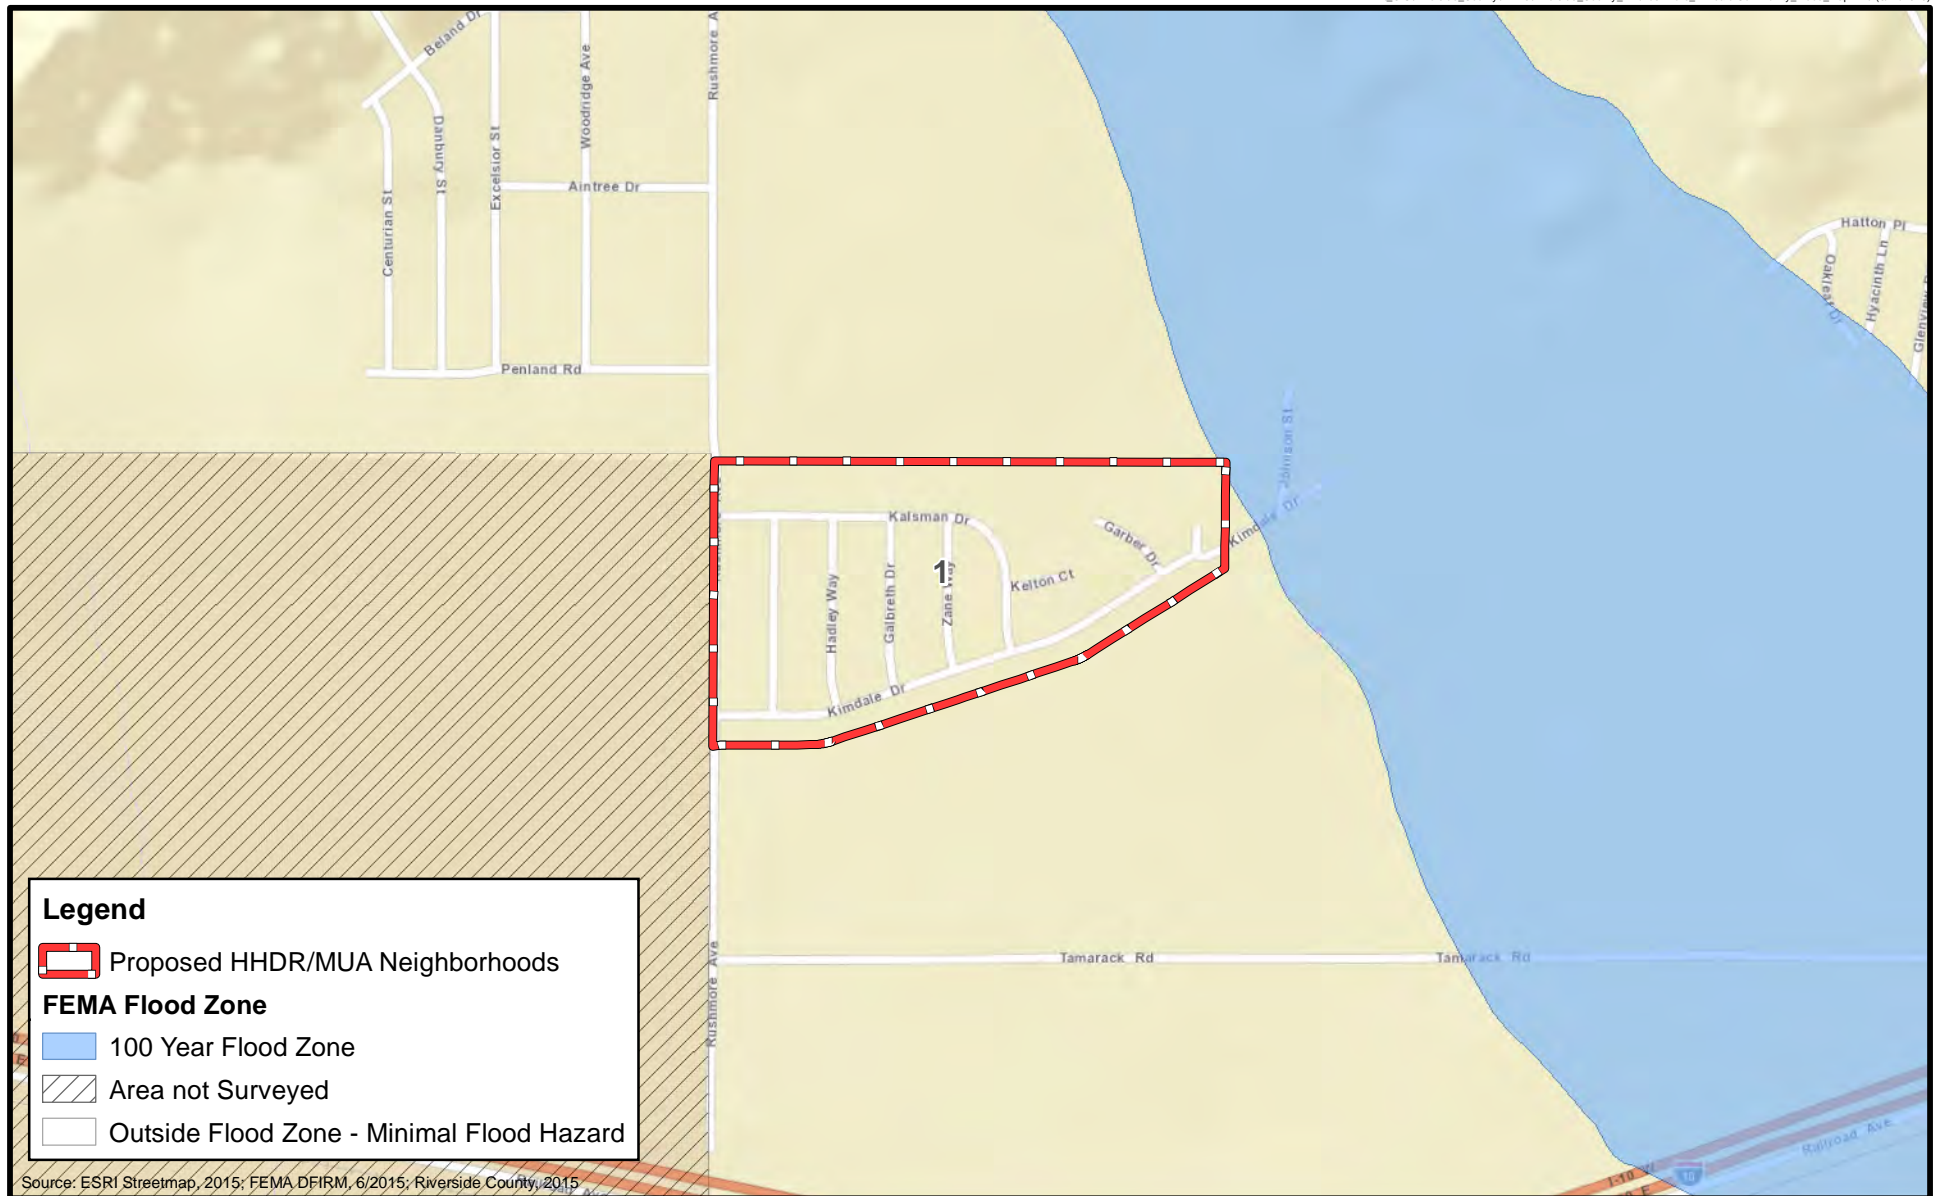 Beland Dr
Rushmore A
Woodridge Ave
Danbury St
Excelsior St
Aintree Dr
Centurian St
Hatton Pl
Oakleaf Dr
Hyacinth Ln
Glenview D
Penland Rd
Johnson St
Kalsman Dr
Garber Dr
Kimdale Dr
1
Kelton Ct
Hadley Way
Galbreth Dr
Zane Way
Kimdale Dr
Tamarack Rd
Tamarack Rd
Rushmore Ave
Legend
Proposed HHDR/MUA Neighborhoods
FEMA Flood Zone
100 Year Flood Zone
Area not Surveyed
Outside Flood Zone - Minimal Flood Hazard
Railroad Ave
I-10 W
10
10 E
Source: ESRI Streetmap, 2015; FEMA DFIRM, 6/2015; Riverside County, 2015